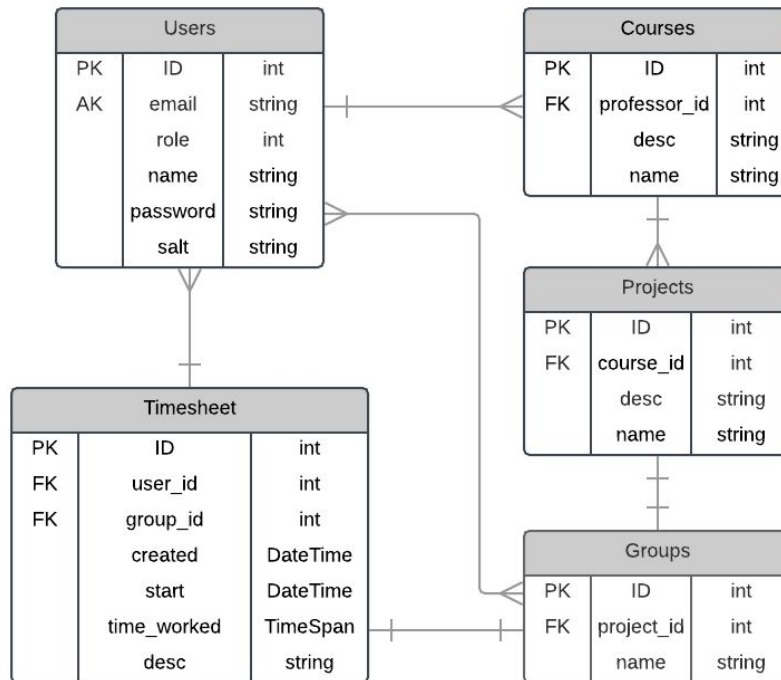 Users
PK ID int
AK email string
role int
name string
password string
salt string
Courses
PK ID int
FK professor_id int
desc string
name string
Projects
PK ID int
FK course_id int
desc string
name string
Timesheet
PK ID int
FK user_id int
FK group_id int
created DateTime
start DateTime
time_worked TimeSpan
desc string
Groups
PK ID int
FK project_id int
name string